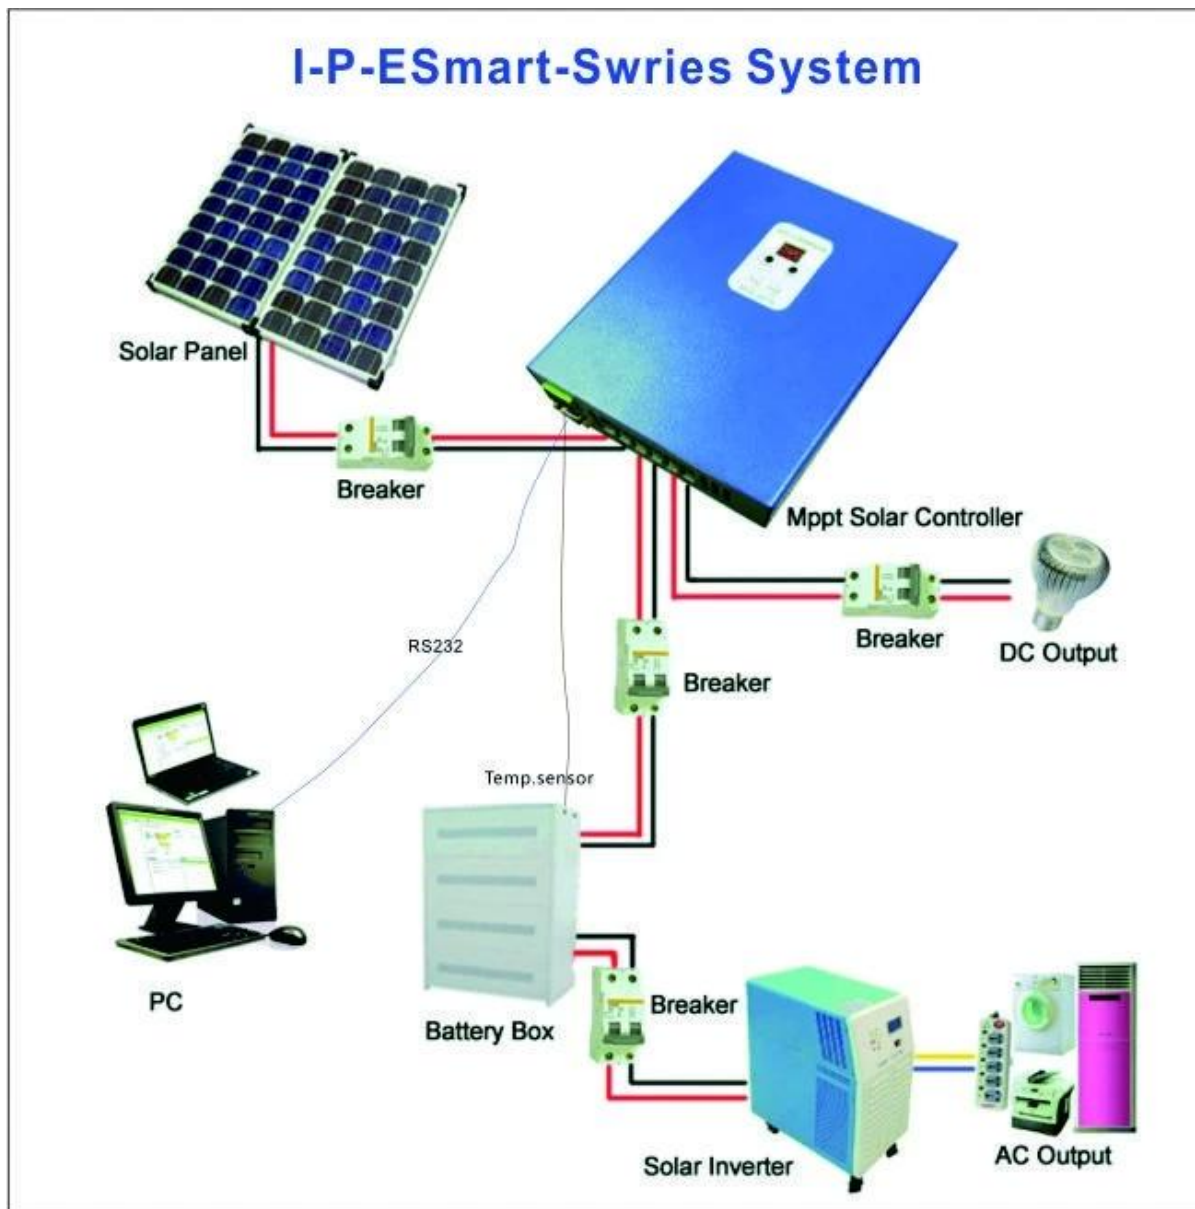 I-P-ESmart-Swries System
Solar Panel
Breaker
Mppt Solar Controller
Breaker
DC Output
RS232
Breaker
Temp.sensor
PC
Battery Box
Breaker
Solar Inverter
AC Output